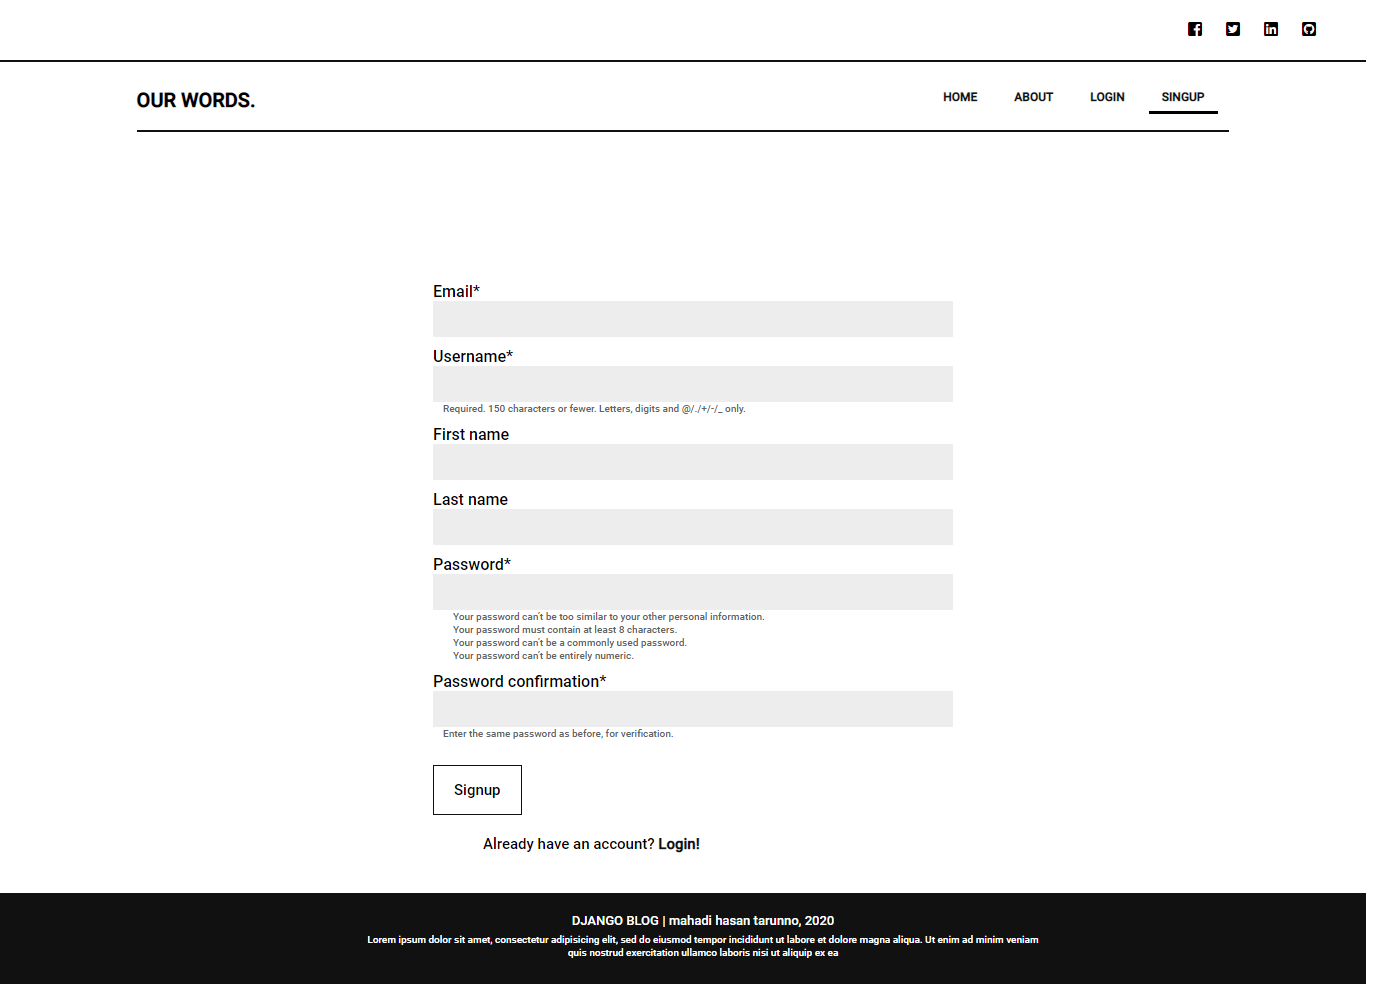 OUR WORDS.
HOME ABOUT LOGIN SINGUP
Email*
Username*
Required. 150 characters or fewer. Letters, digits and @/./+/-/_ only.
First name
Last name
Password*
Your password can't be too similar to your other personal information.
Your password must contain at least 8 characters.
Your password can't be a commonly used password.
Your password can't be entirely numeric.
Password confirmation*
Enter the same password as before, for verification.
Signup
Already have an account? Login!
DJANGO BLOG | mahadi hasan tarunno, 2020
Lorem ipsum dolor sit amet, consectetur adipisicing elit, sed do eiusmod tempor incididunt ut labore et dolore magna aliqua. Ut enim ad minim veniam
quis nostrud exercitation ullamco laboris nisi ut aliquip ex ea